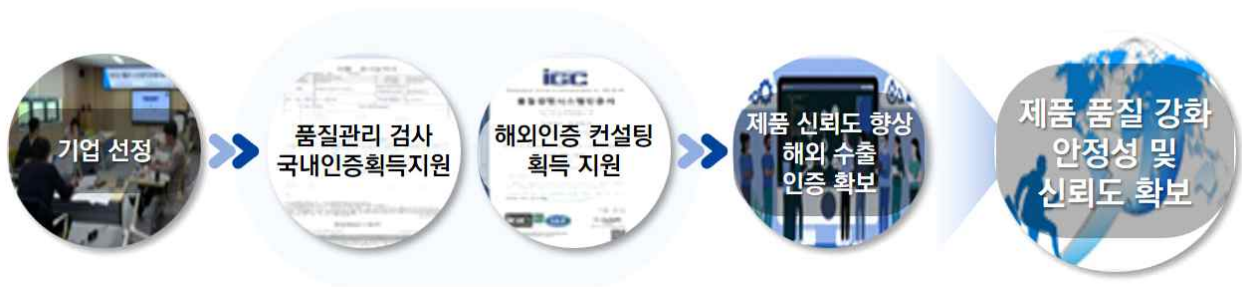 기업 선정
품질관리 검사
국내인증획득지원
iGC
해외인증 컨설팅
획득 지원
제품 신뢰도 향상
해외 수출
인증 확보
제품 품질 강화
안정성 및
신뢰도 확보